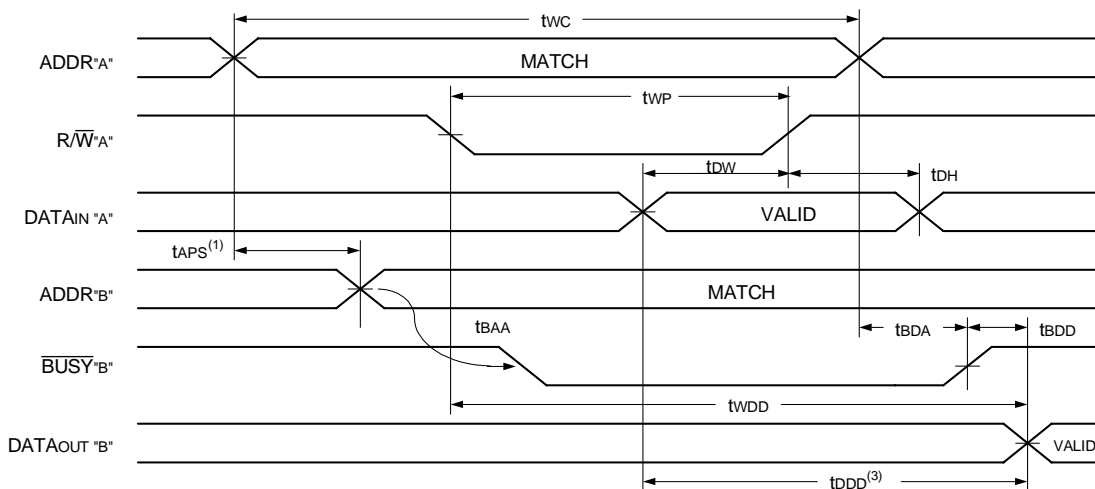 tWC
ADDR"A"
MATCH
tWP
R/W̅"A"
tDW
tDH
DATAIN "A"
VALID
tAPS(1)
ADDR"B"
MATCH
tBAA
tBDA
tBDD
B̅U̅S̅Y̅"B"
tWDD
DATAOUT "B"
VALID
tDDD(3)